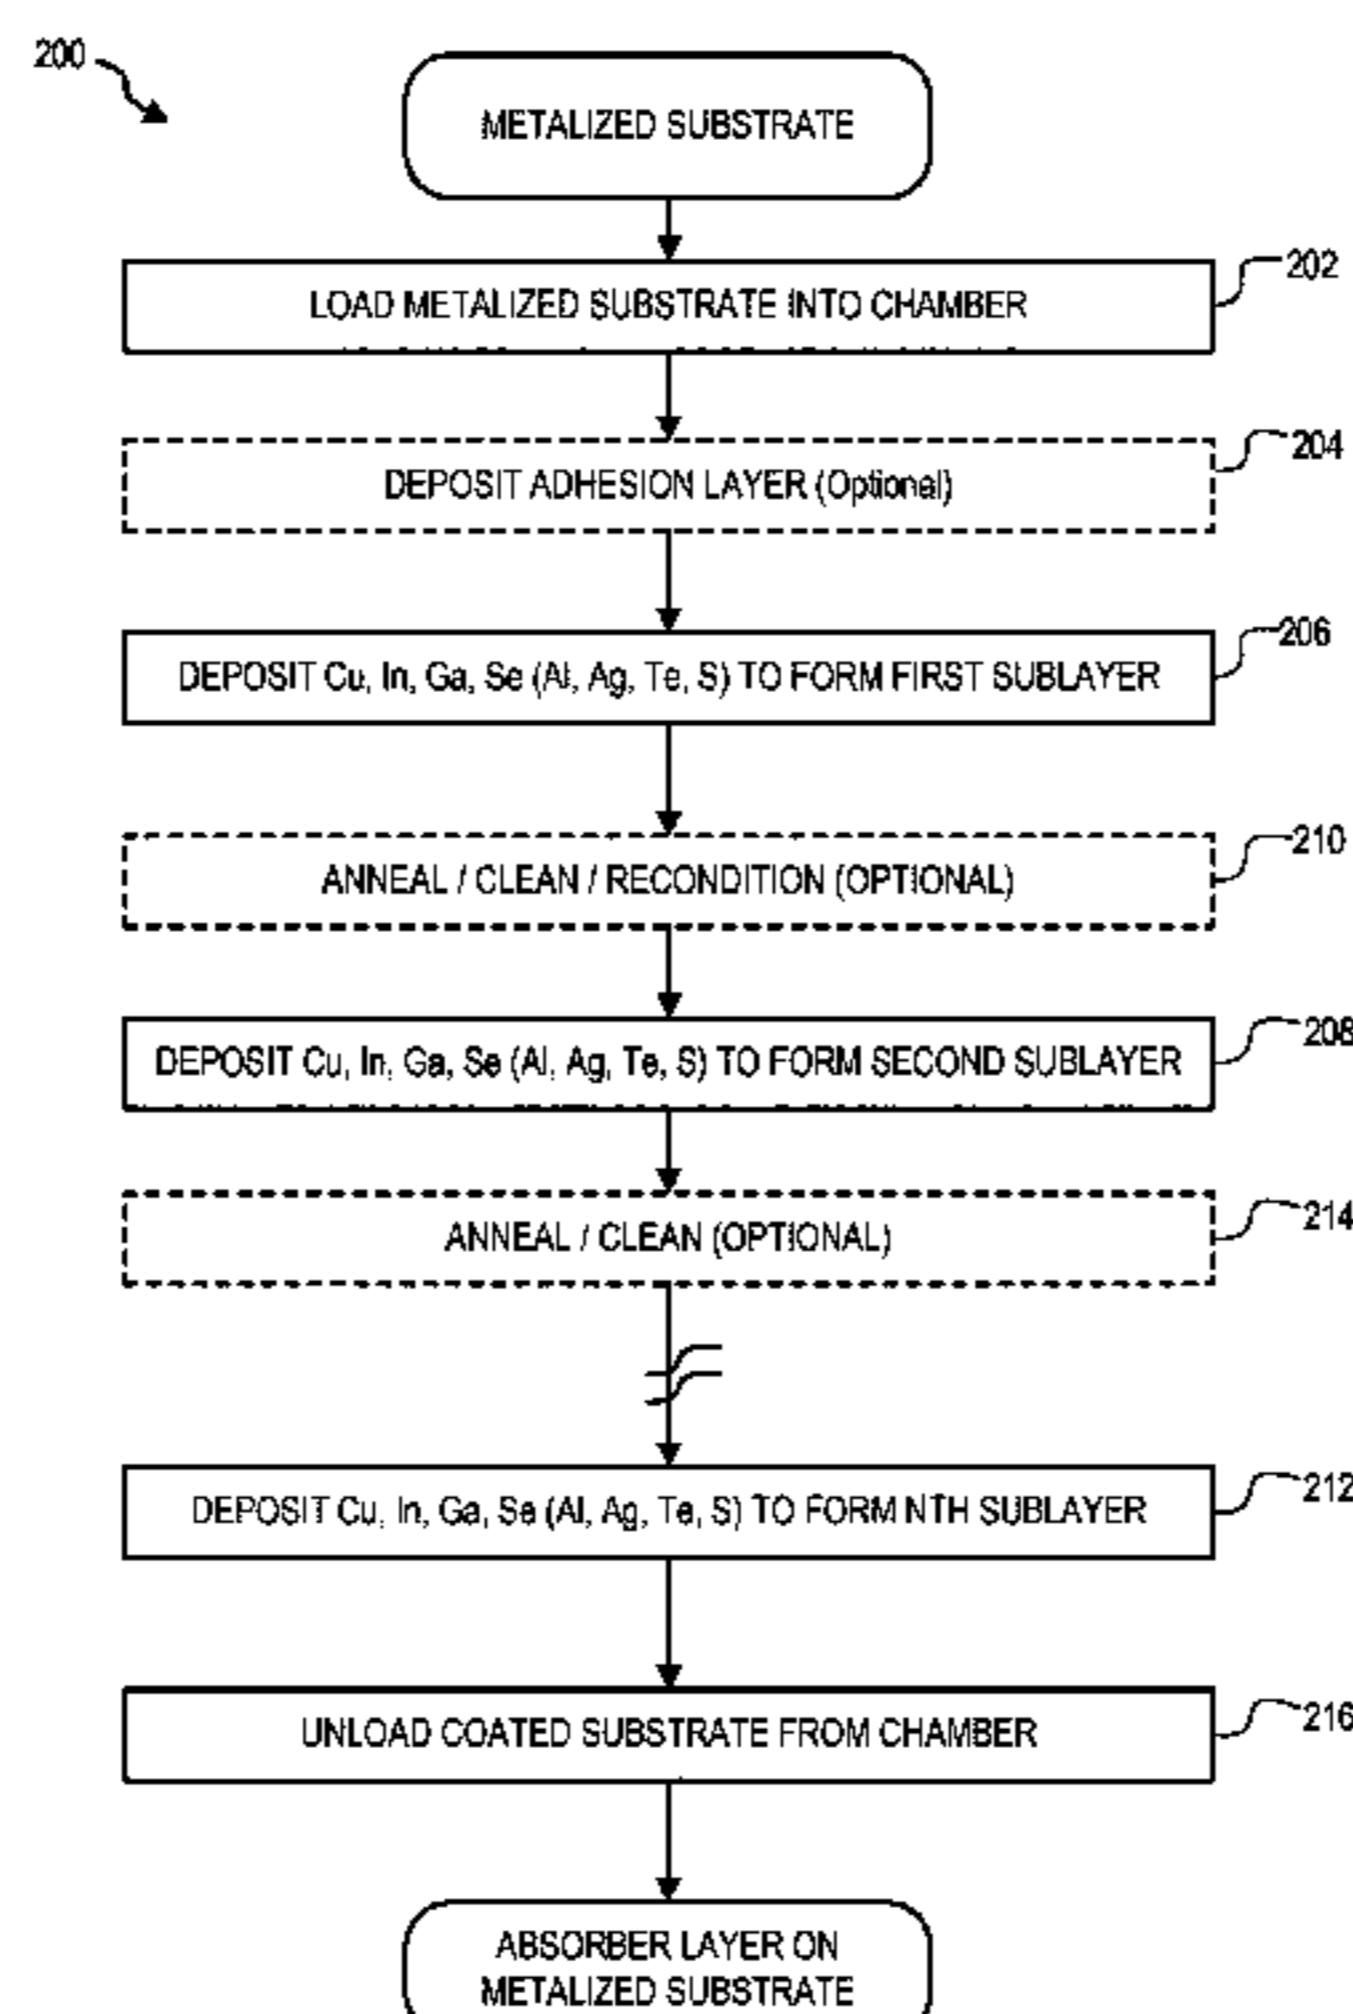 200
METALIZED SUBSTRATE
LOAD METALIZED SUBSTRATE INTO CHAMBER
202
DEPOSIT ADHESION LAYER (Optional)
204
DEPOSIT Cu, In, Ga, Se (Al, Ag, Te, S) TO FORM FIRST SUBLAYER
206
ANNEAL / CLEAN / RECONDITION (OPTIONAL)
210
DEPOSIT Cu, In, Ga, Se (Al, Ag, Te, S) TO FORM SECOND SUBLAYER
208
ANNEAL / CLEAN (OPTIONAL)
214
DEPOSIT Cu, In, Ga, Se (Al, Ag, Te, S) TO FORM NTH SUBLAYER
212
UNLOAD COATED SUBSTRATE FROM CHAMBER
216
ABSORBER LAYER ON
METALIZED SUBSTRATE